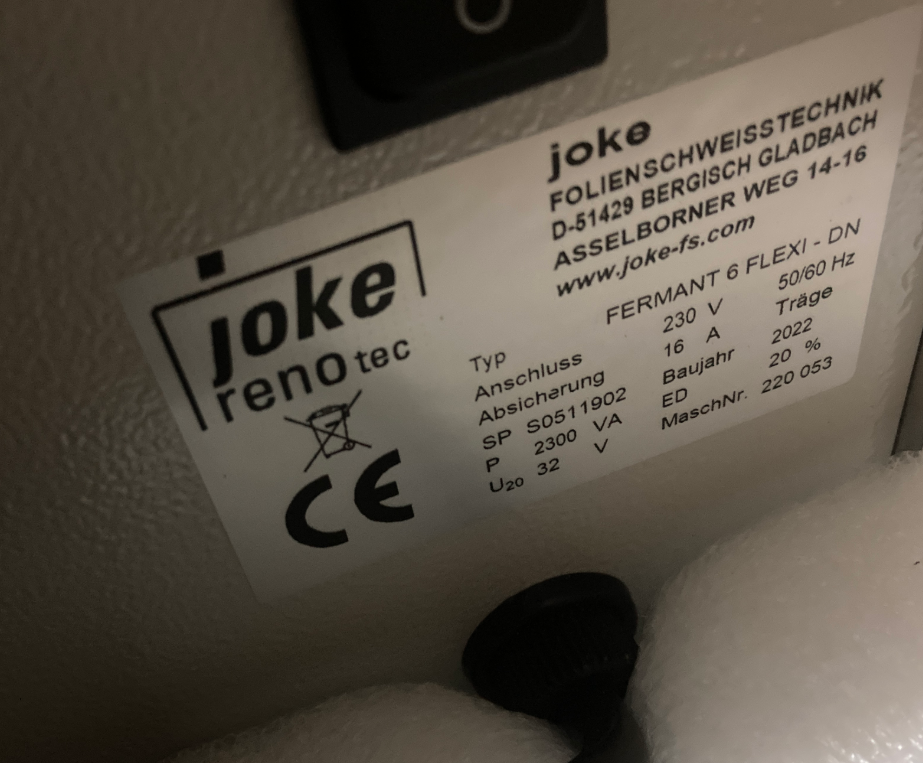 joke
FOLIENSCHWEISSTECHNIK
D-51429 BERGISCH GLADBACH
ASSELBORNER WEG 14-16
www.joke-fs.com
joke
renotec
CE
Typ FERMANT 6 FLEXI - DN
Anschluss 230 V 50/60 Hz
Absicherung 16 A Träge
SP S0511902 Baujahr 2022
P 2300 VA ED 20 %
U20 32 V MaschNr. 220 053